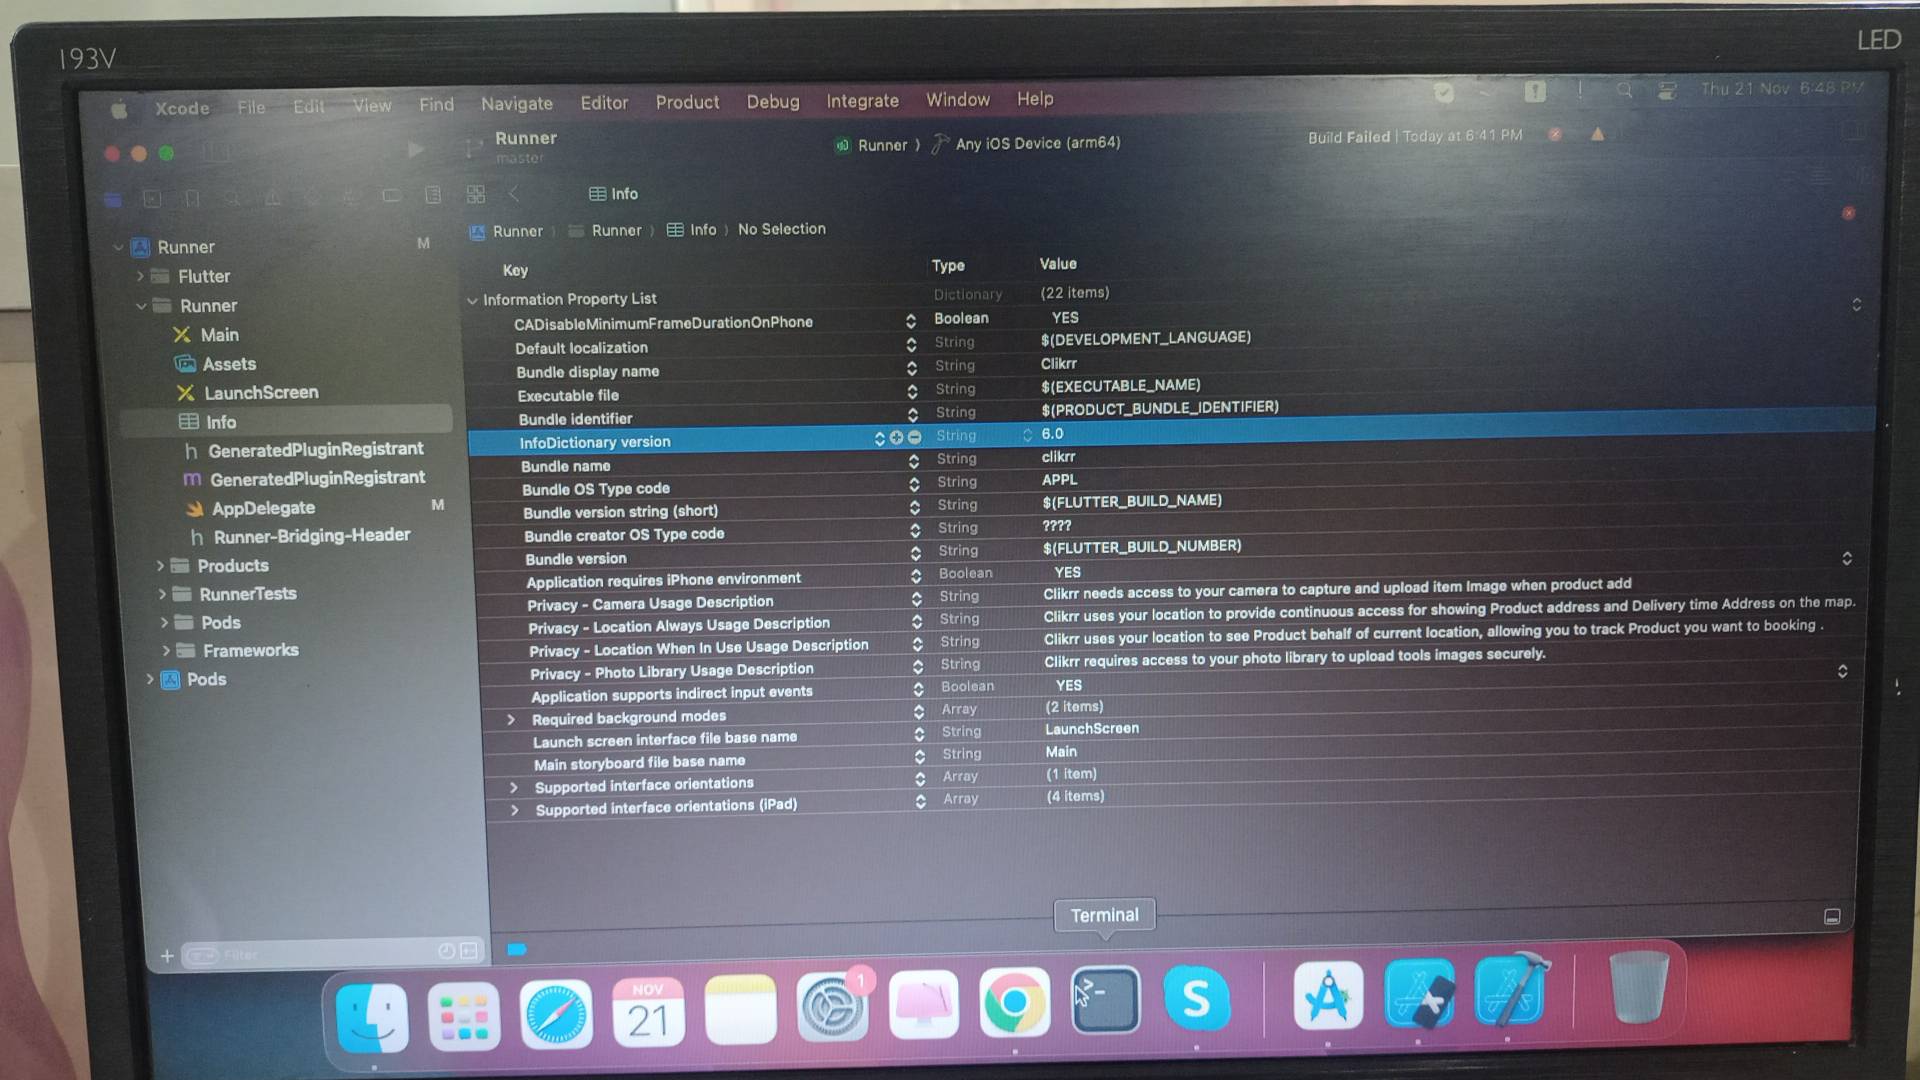 193V
LED
Xcode File Edit View Find Navigate Editor Product Debug Integrate Window Help
Thu 21 Nov 6:48 PM
Runner
master
Runner
Any iOS Device (arm64)
Build Failed | Today at 6:41 PM
Info
Runner Runner Info No Selection
Runner M
Flutter
Runner
Main
Assets
LaunchScreen
Info
GeneratedPluginRegistrant
GeneratedPluginRegistrant
AppDelegate M
Runner-Bridging-Header
Products
RunnerTests
Pods
Frameworks
Pods
Filter
Key Type Value
Information Property List Dictionary (22 items)
CADisableMinimumFrameDurationOnPhone Boolean YES
Default localization String $(DEVELOPMENT_LANGUAGE)
Bundle display name String Clikrr
Executable file String $(EXECUTABLE_NAME)
Bundle identifier String $(PRODUCT_BUNDLE_IDENTIFIER)
InfoDictionary version String 6.0
Bundle name String clikrr
Bundle OS Type code String APPL
Bundle version string (short) String $(FLUTTER_BUILD_NAME)
Bundle creator OS Type code String ????
Bundle version String $(FLUTTER_BUILD_NUMBER)
Application requires iPhone environment Boolean YES
Privacy - Camera Usage Description String Clikrr needs access to your camera to capture and upload item Image when product add
Privacy - Location Always Usage Description String Clikrr uses your location to provide continuous access for showing Product address and Delivery time Address on the map.
Privacy - Location When In Use Usage Description String Clikrr uses your location to see Product behalf of current location, allowing you to track Product you want to booking .
Privacy - Photo Library Usage Description String Clikrr requires access to your photo library to upload tools images securely.
Application supports indirect input events Boolean YES
Required background modes Array (2 items)
Launch screen interface file base name String LaunchScreen
Main storyboard file base name String Main
Supported interface orientations Array (1 item)
Supported interface orientations (iPad) Array (4 items)
Terminal
NOV
21
1